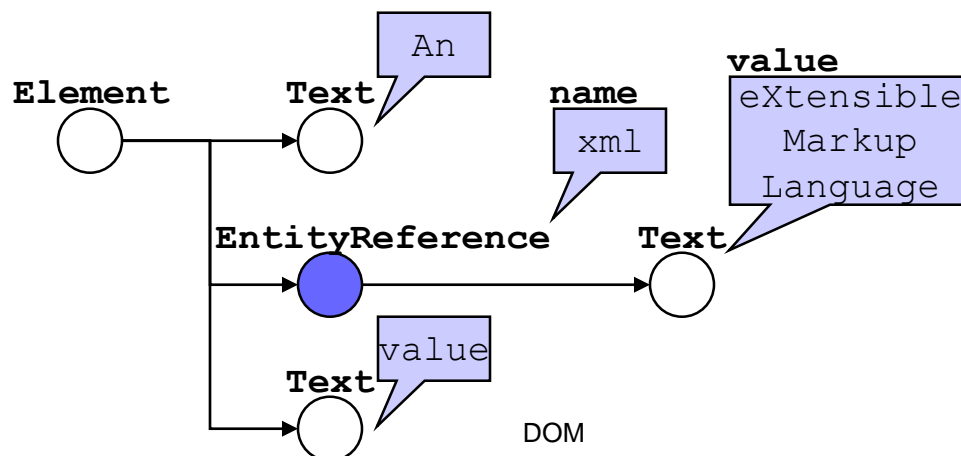 An
value
Element
Text
name
eXtensible
xml
Markup
Language
EntityReference
Text
value
Text
DOM